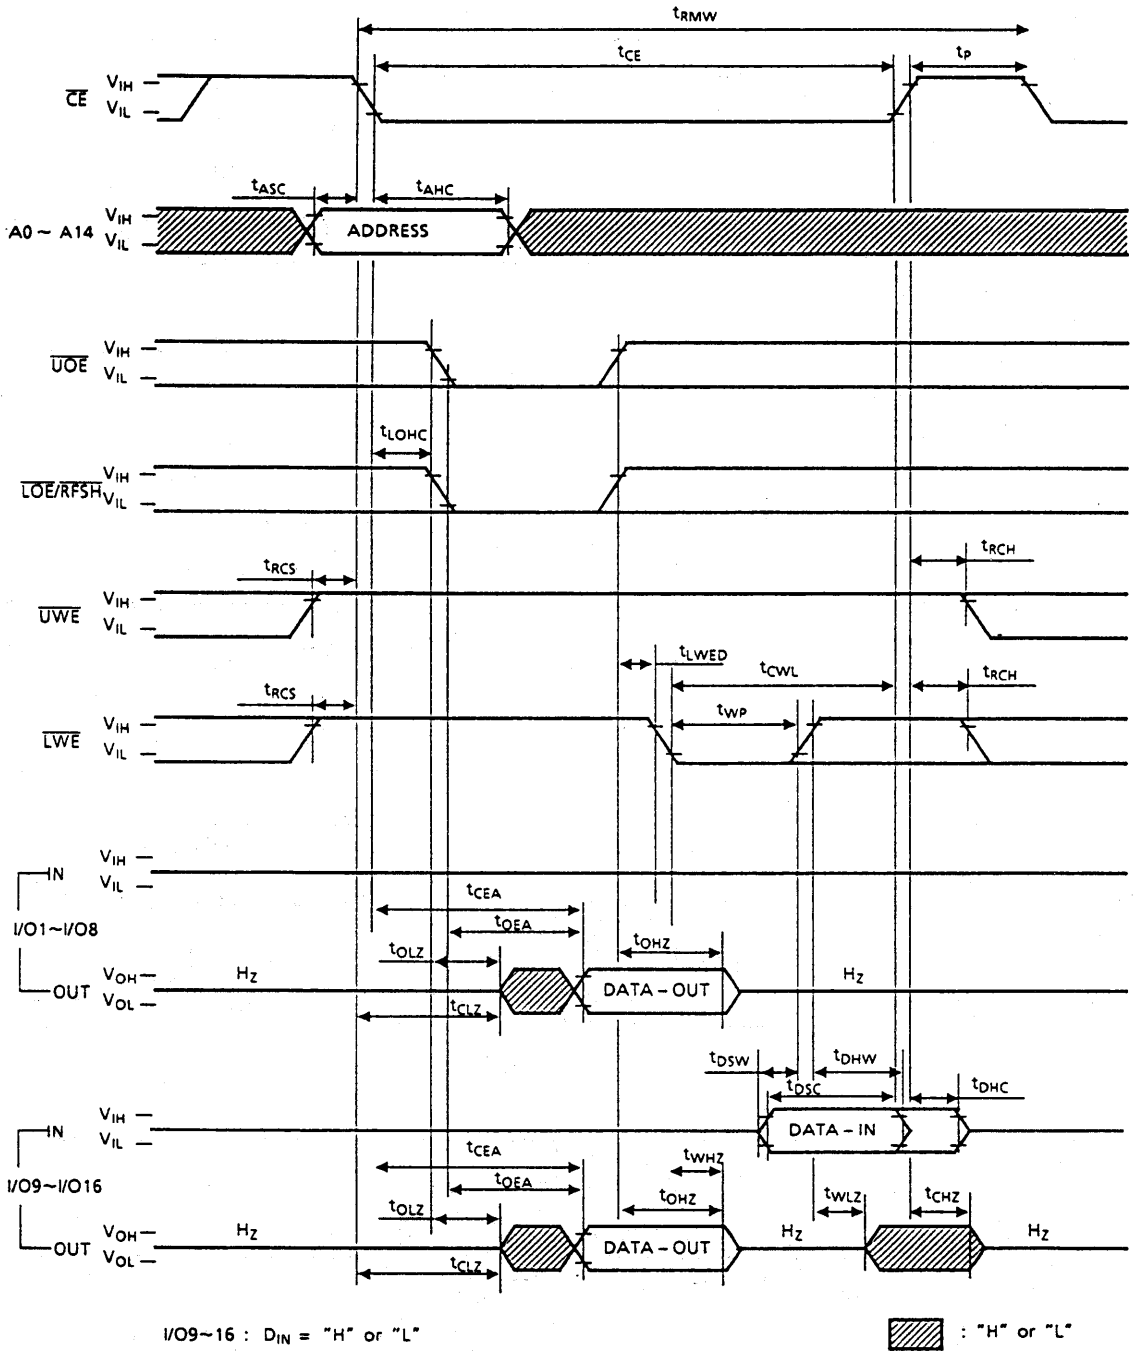 tRMW
tCE
tP
CE
VIH
VIL
tASC
tAHC
A0 ~ A14
VIH
VIL
ADDRESS
UOE
VIH
VIL
tLOHC
LOE/RFSH
VIH
VIL
tRCS
tRCH
UWE
VIH
VIL
tLWED
tCWL
tRCS
tRCH
tWP
LWE
VIH
VIL
VIH
IN
VIL
tCEA
I/O1~I/O8
tOEA
tOLZ
tOHZ
VOH
HZ
HZ
OUT
DATA - OUT
VOL
tCLZ
tDSW
tDHW
tDSC
tDHC
VIH
IN
DATA - IN
VIL
tCEA
tWHZ
I/O9~I/O16
tOEA
tOHZ
tWLZ
tCHZ
tOLZ
VOH
HZ
HZ
HZ
OUT
DATA - OUT
VOL
tCLZ
I/O9~16 : DIN = "H" or "L"
: "H" or "L"